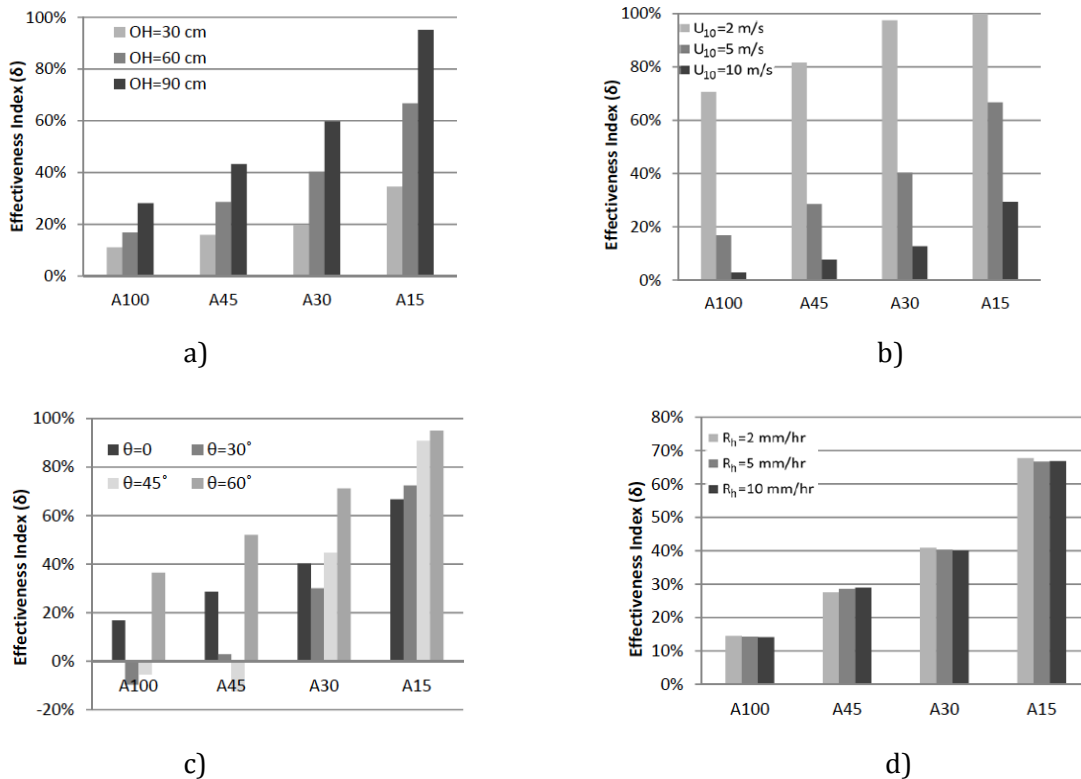 Effectiveness Index (δ)
100%
80%
60%
40%
20%
0%
OH=30 cm
OH=60 cm
OH=90 cm
A100 A45 A30 A15
a)
Effectiveness Index (δ)
100%
80%
60%
40%
20%
0%
U₁₀=2 m/s
U₁₀=5 m/s
U₁₀=10 m/s
A100 A45 A30 A15
b)
Effectiveness Index (δ)
100%
80%
60%
40%
20%
0%
-20%
θ=0 θ=30˚
θ=45˚ θ=60˚
A100 A45 A30 A15
c)
Effectiveness Index (δ)
80%
70%
60%
50%
40%
30%
20%
10%
0%
Rₕ=2 mm/hr
Rₕ=5 mm/hr
Rₕ=10 mm/hr
A100 A45 A30 A15
d)